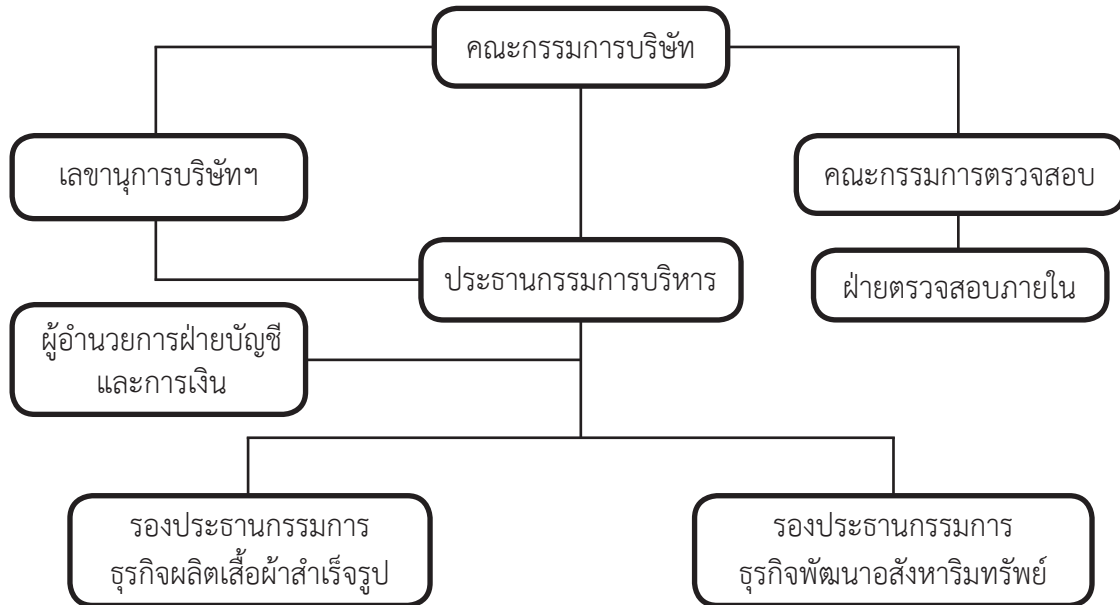 คณะกรรมการบริษัท
เลขานุการบริษัทฯ
คณะกรรมการตรวจสอบ
ประธานกรรมการบริหาร
ฝ่ายตรวจสอบภายใน
ผู้อำนวยการฝ่ายบัญชี
และการเงิน
รองประธานกรรมการ
ธุรกิจผลิตเสื้อผ้าสำเร็จรูป
รองประธานกรรมการ
ธุรกิจพัฒนาอสังหาริมทรัพย์